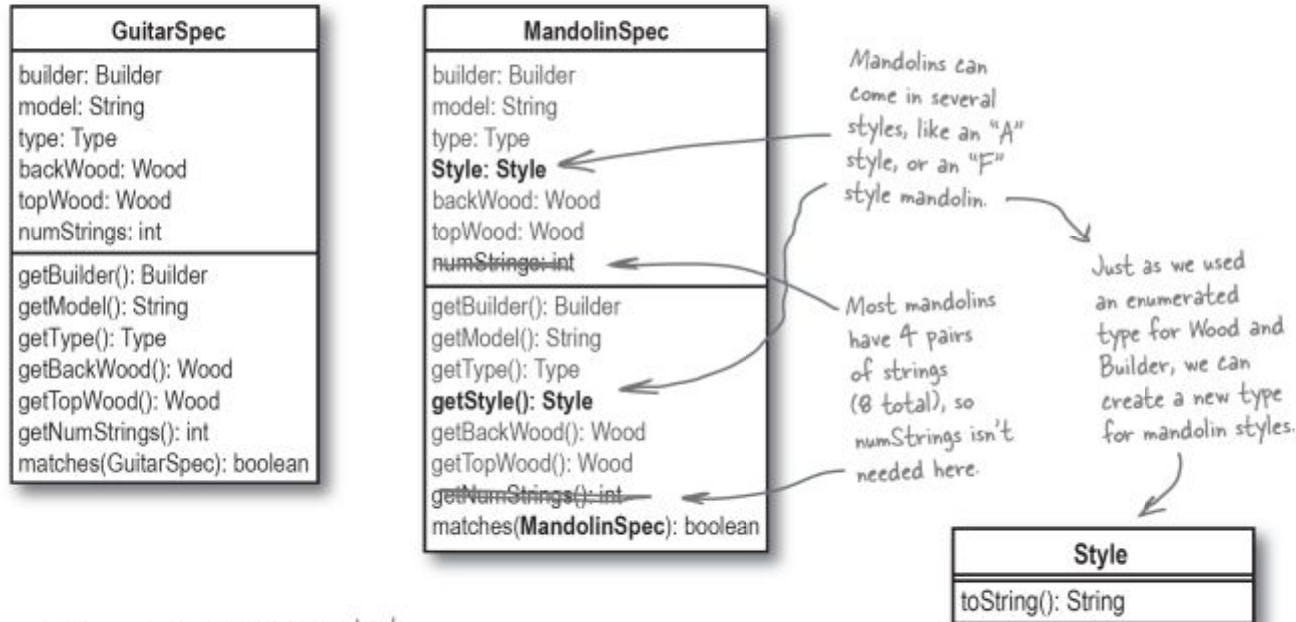 GuitarSpec
builder: Builder
model: String
type: Type
backWood: Wood
topWood: Wood
numStrings: int
getBuilder(): Builder
getModel(): String
getType(): Type
getBackWood(): Wood
getTopWood(): Wood
getNumStrings(): int
matches(GuitarSpec): boolean
MandolinSpec
builder: Builder
model: String
type: Type
Style: Style
backWood: Wood
topWood: Wood
numStrings: int
getBuilder(): Builder
getModel(): String
getType(): Type
getStyle(): Style
getBackWood(): Wood
getTopWood(): Wood
getNumStrings(): int
matches(MandolinSpec): boolean
Mandolins can
come in several
styles, like an "A"
style, or an "F"
style mandolin.
Most mandolins
have 4 pairs
of strings
(8 total), so
numStrings isn't
needed here.
Just as we used
an enumerated
type for Wood and
Builder, we can
create a new type
for mandolin styles.
Style
toString(): String